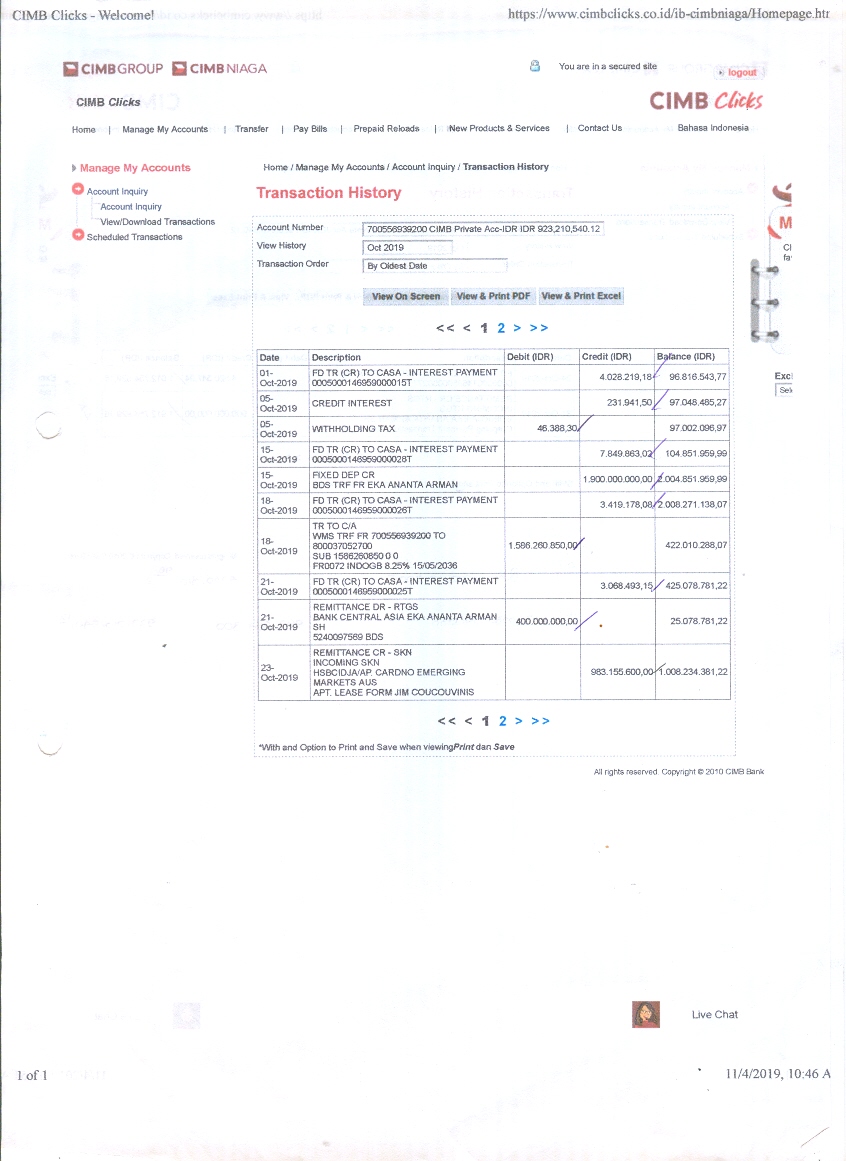 CIMB Clicks - Welcome!
https://www.cimbclicks.co.id/ib-cimbniaga/Homepage.htr
CIMBGROUP CIMBNIAGA
You are in a secured site
logout
CIMB Clicks
CIMB Clicks
Home | Manage My Accounts | Transfer | Pay Bills | Prepaid Reloads | New Products & Services | Contact Us
Bahasa Indonesia
Manage My Accounts
Account Inquiry
Account Inquiry
View/Download Transactions
Scheduled Transactions
Home / Manage My Accounts / Account Inquiry / Transaction History
Transaction History
Account Number 700556939200 CIMB Private Acc-IDR IDR 923,210,540.12
View History Oct 2019
Transaction Order By Oldest Date
View On Screen View & Print PDF View & Print Excel
<< < 1 2 > >>
Date Description Debit (IDR) Credit (IDR) Balance (IDR)
01-Oct-2019 FD TR (CR) TO CASA - INTEREST PAYMENT
0005000146959000015T 4.028.219,18 96.816.543,77
05-Oct-2019 CREDIT INTEREST 231.941,50 97.048.485,27
05-Oct-2019 WITHHOLDING TAX 46.388,30 97.002.096,97
15-Oct-2019 FD TR (CR) TO CASA - INTEREST PAYMENT
0005000146959000028T 7.849.863,02 104.851.959,99
15-Oct-2019 FIXED DEP CR
BDS TRF FR EKA ANANTA ARMAN 1.900.000.000,00 2.004.851.959,99
18-Oct-2019 FD TR (CR) TO CASA - INTEREST PAYMENT
0005000146959000026T 3.419.178,08 2.008.271.138,07
18-Oct-2019 TR TO C/A
WMS TRF FR 700556939200 TO
800037052700
SUB 1586260850 0 0
FR0072 INDOGB 8.25% 15/05/2036 1.586.260.850,00 422.010.288,07
21-Oct-2019 FD TR (CR) TO CASA - INTEREST PAYMENT
0005000146959000025T 3.068.493,15 425.078.781,22
21-Oct-2019 REMITTANCE DR - RTGS
BANK CENTRAL ASIA EKA ANANTA ARMAN
SH
5240097569 BDS 400.000.000,00 25.078.781,22
23-Oct-2019 REMITTANCE CR - SKN
INCOMING SKN
HSBCIDJA/AP. CARDNO EMERGING
MARKETS AUS
APT. LEASE FORM JIM COUCOUVINIS 983.155.600,00 1.008.234.381,22
<< < 1 2 > >>
*With and Option to Print and Save when viewingPrint dan Save
All rights reserved. Copyright © 2010 CIMB Bank
M
Cl
fa
Excl
Sele
Live Chat
1 of 1
11/4/2019, 10:46 A